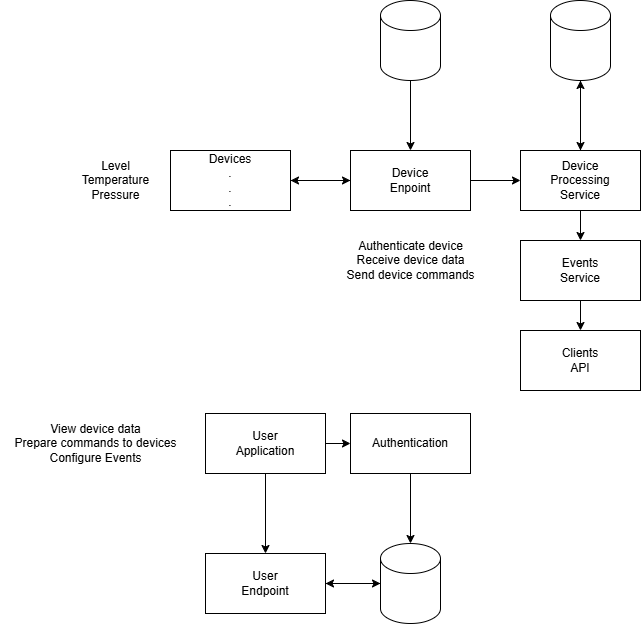 Level
Temperature
Pressure
Devices
.
.
.
Device
Enpoint
Device
Processing
Service
Authenticate device
Receive device data
Send device commands
Events
Service
Clients
API
View device data
Prepare commands to devices
Configure Events
User
Application
Authentication
User
Endpoint